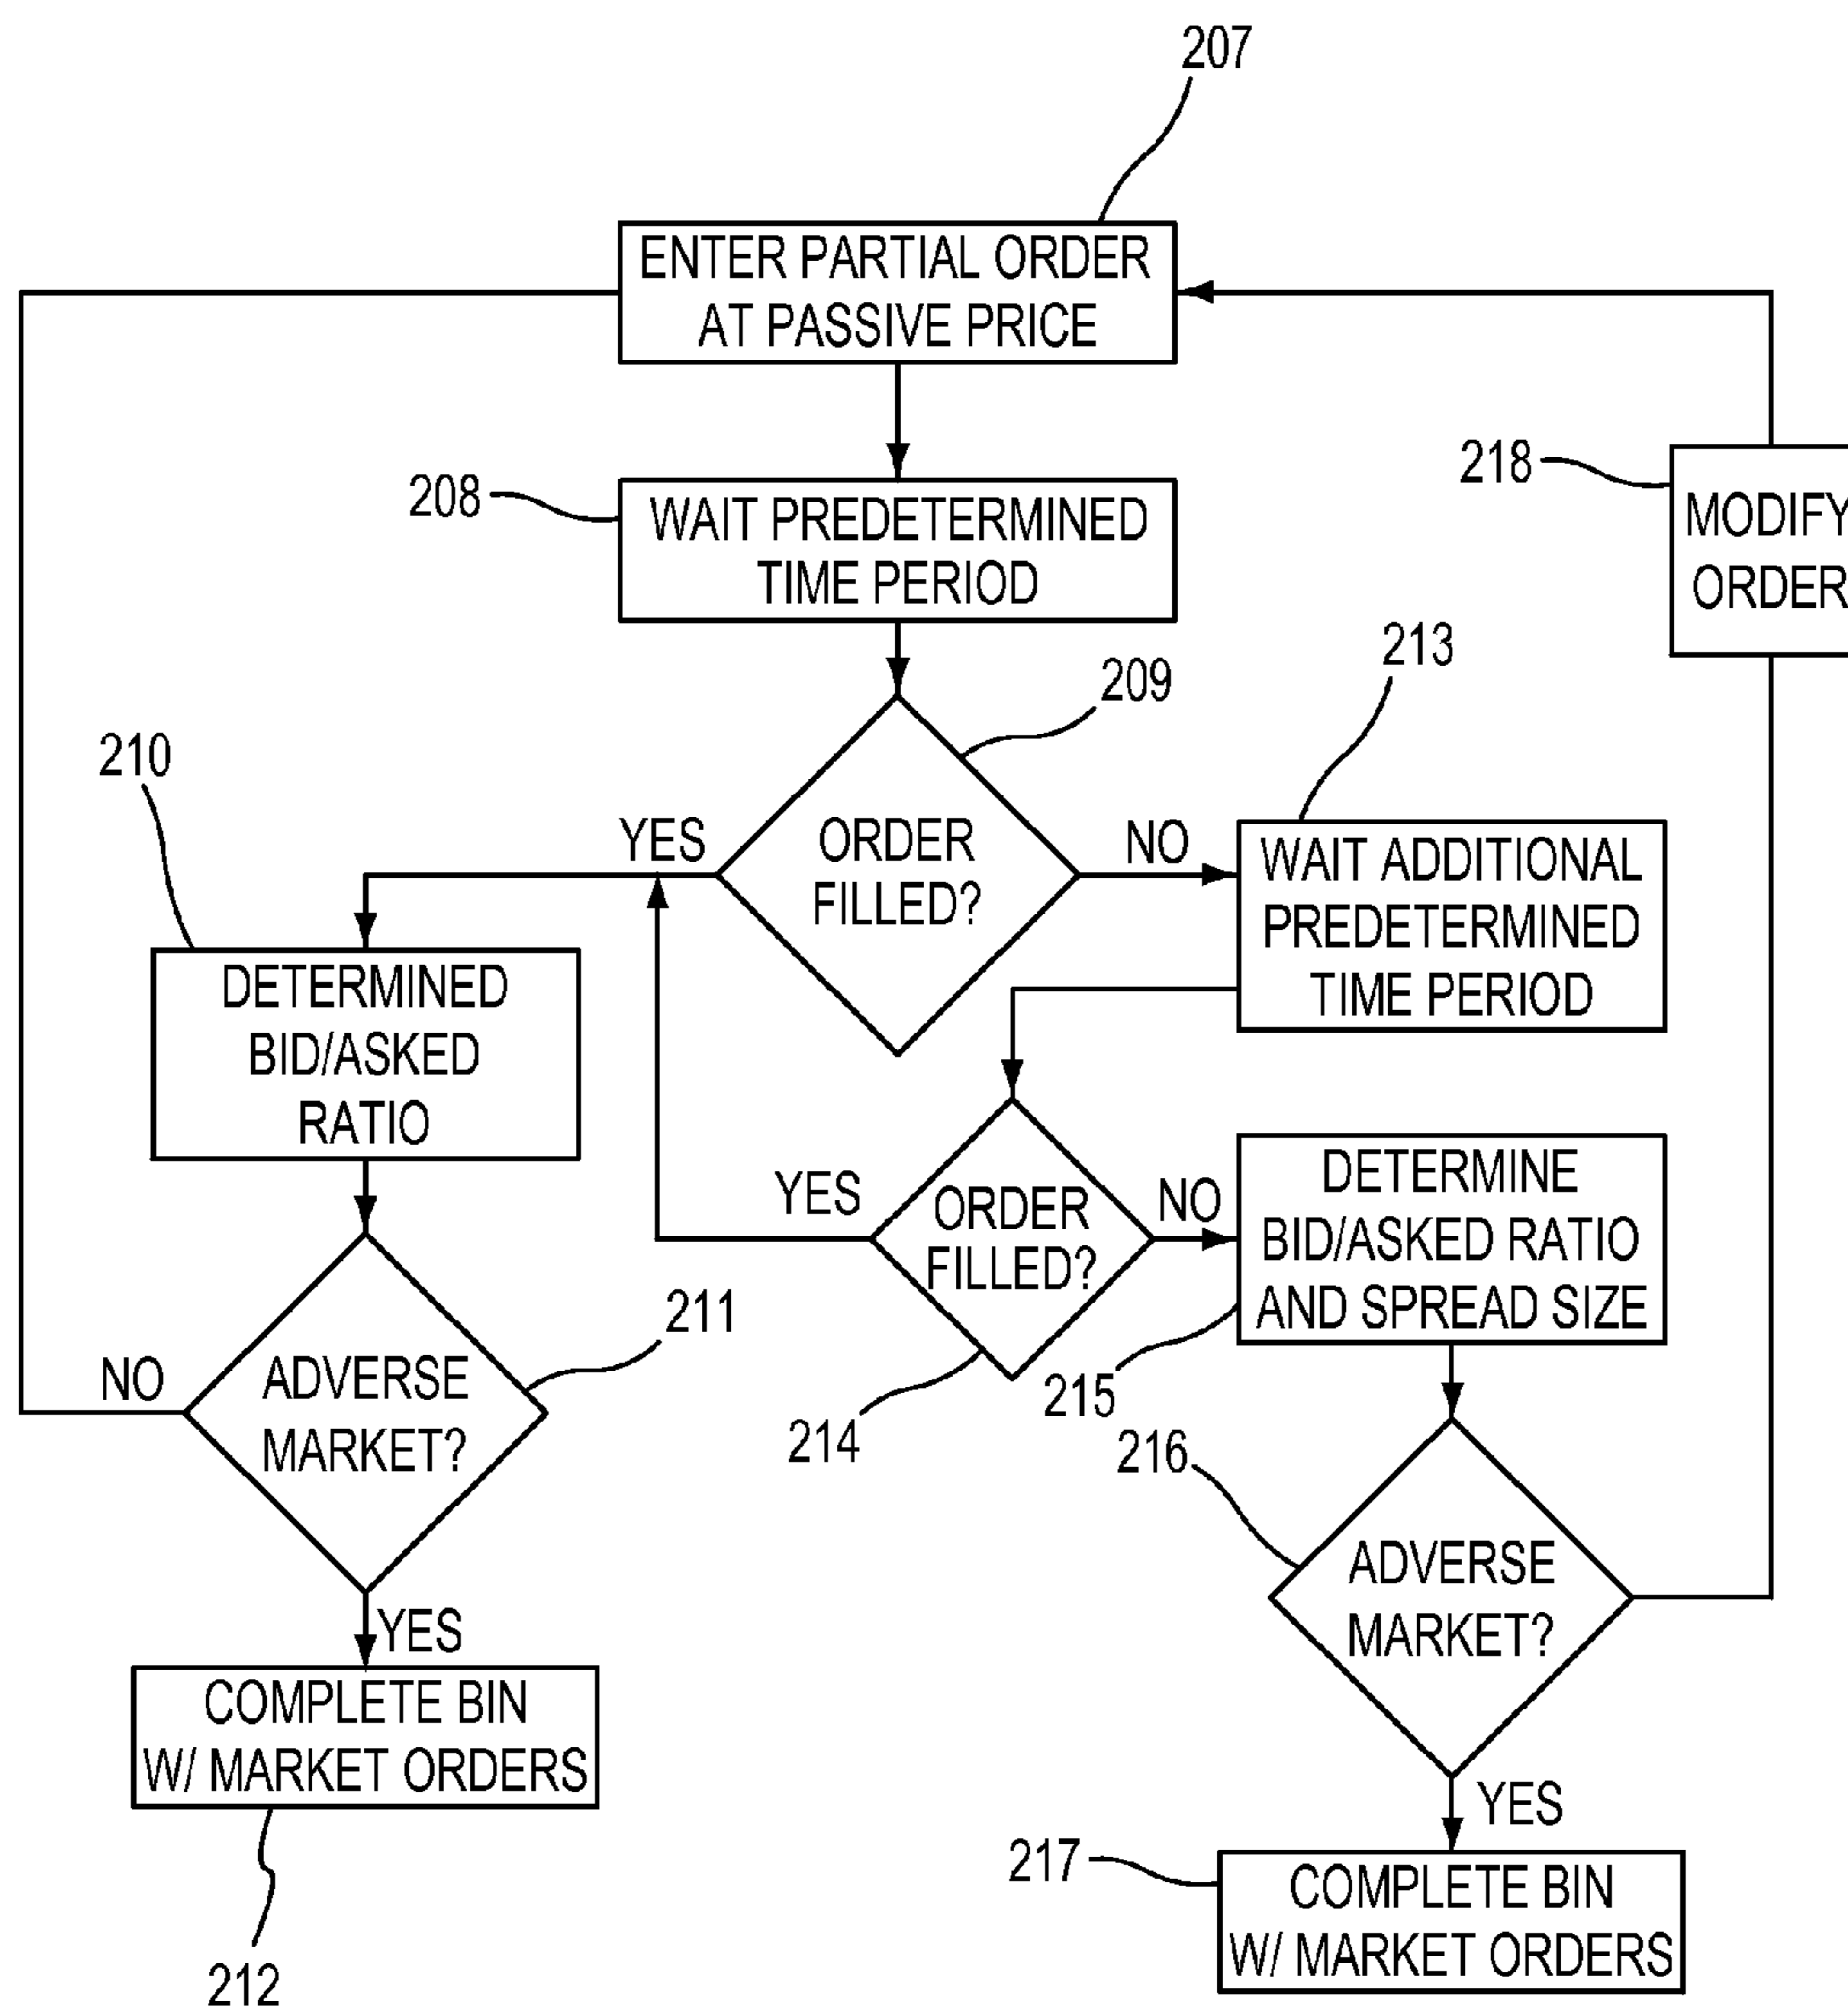 207
ENTER PARTIAL ORDER
AT PASSIVE PRICE
208
WAIT PREDETERMINED
TIME PERIOD
218
MODIFY
ORDER
209
ORDER
FILLED?
YES
NO
213
WAIT ADDITIONAL
PREDETERMINED
TIME PERIOD
210
DETERMINED
BID/ASKED
RATIO
214
ORDER
FILLED?
YES
NO
215
DETERMINE
BID/ASKED RATIO
AND SPREAD SIZE
211
ADVERSE
MARKET?
NO
YES
212
COMPLETE BIN
W/ MARKET ORDERS
216
ADVERSE
MARKET?
YES
217
COMPLETE BIN
W/ MARKET ORDERS